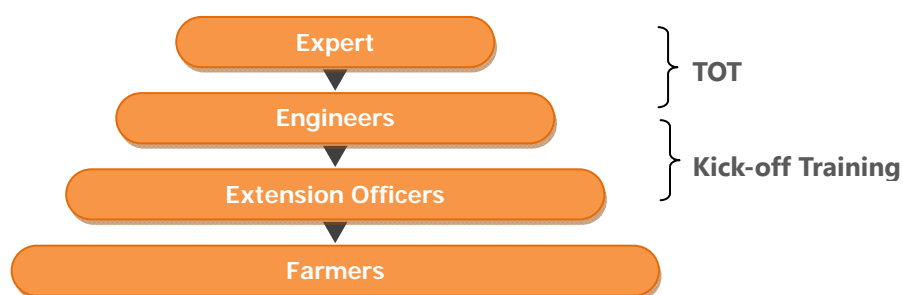 Expert
TOT
Engineers
Kick-off Training
Extension Officers
Farmers